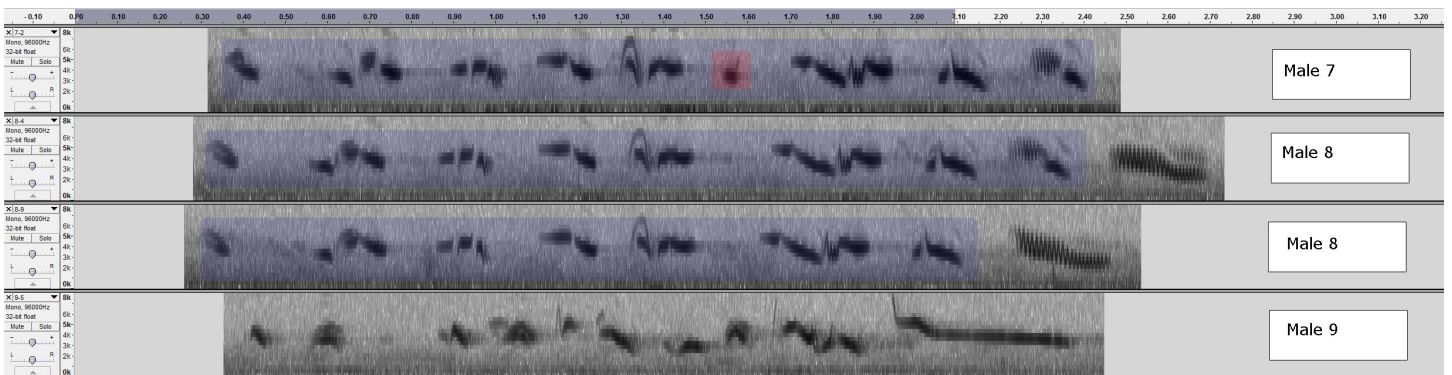 -0.10 0.00 0.10 0.20 0.30 0.40 0.50 0.60 0.70 0.80 0.90 1.00 1.10 1.20 1.30 1.40 1.50 1.60 1.70 1.80 1.90 2.00 2.10 2.20 2.30 2.40 2.50 2.60 2.70 2.80 2.90 3.00 3.10 3.20
7-2 8k
Mono, 96000Hz
32-bit float 6k
Mute Solo 5k
- + 4k
3k
L R 2k
0k
Male 7
8-4 8k
Mono, 96000Hz
32-bit float 6k
Mute Solo 5k
- + 4k
3k
L R 2k
0k
Male 8
8-9 8k
Mono, 96000Hz
32-bit float 6k
Mute Solo 5k
- + 4k
3k
L R 2k
0k
Male 8
9-5 8k
Mono, 96000Hz
32-bit float 6k
Mute Solo 5k
- + 4k
3k
L R 2k
0k
Male 9